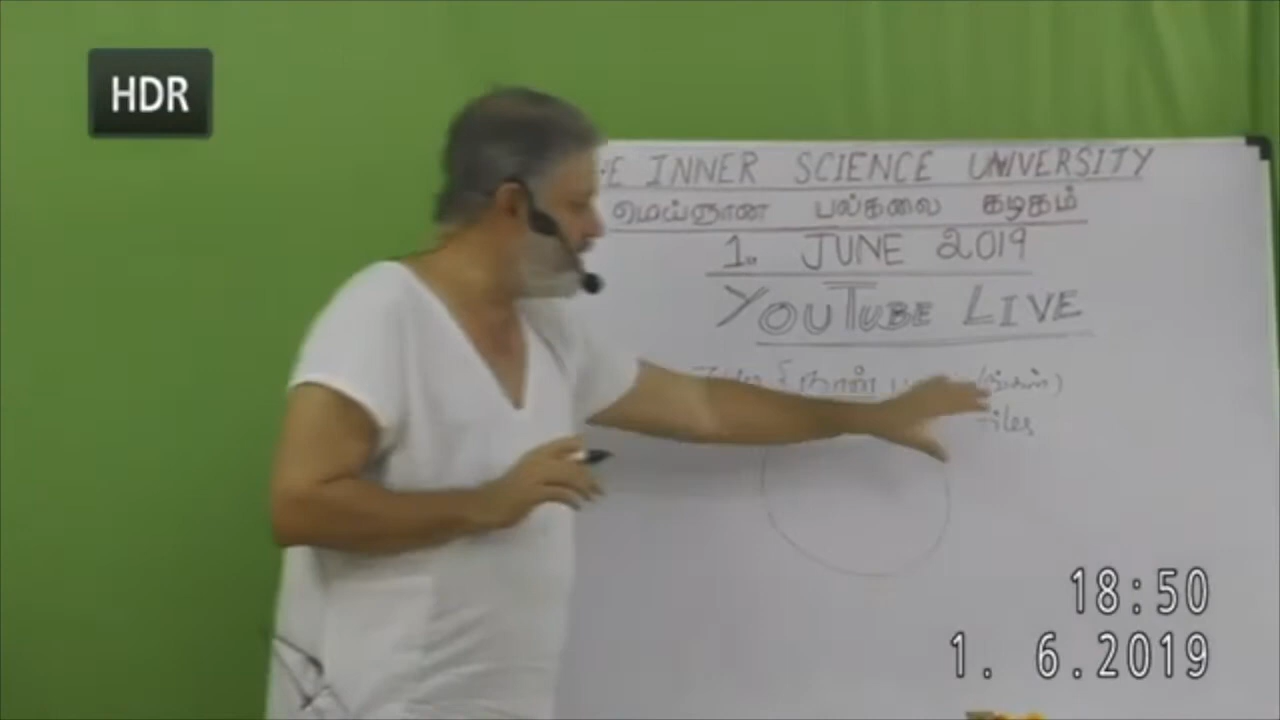 HDR
E INNER SCIENCE UNIVERSITY
மெய்ஞான பல்கலை கழகம்
1. JUNE 2019
YOUTUBE LIVE
நான்
18:50
1. 6.2019